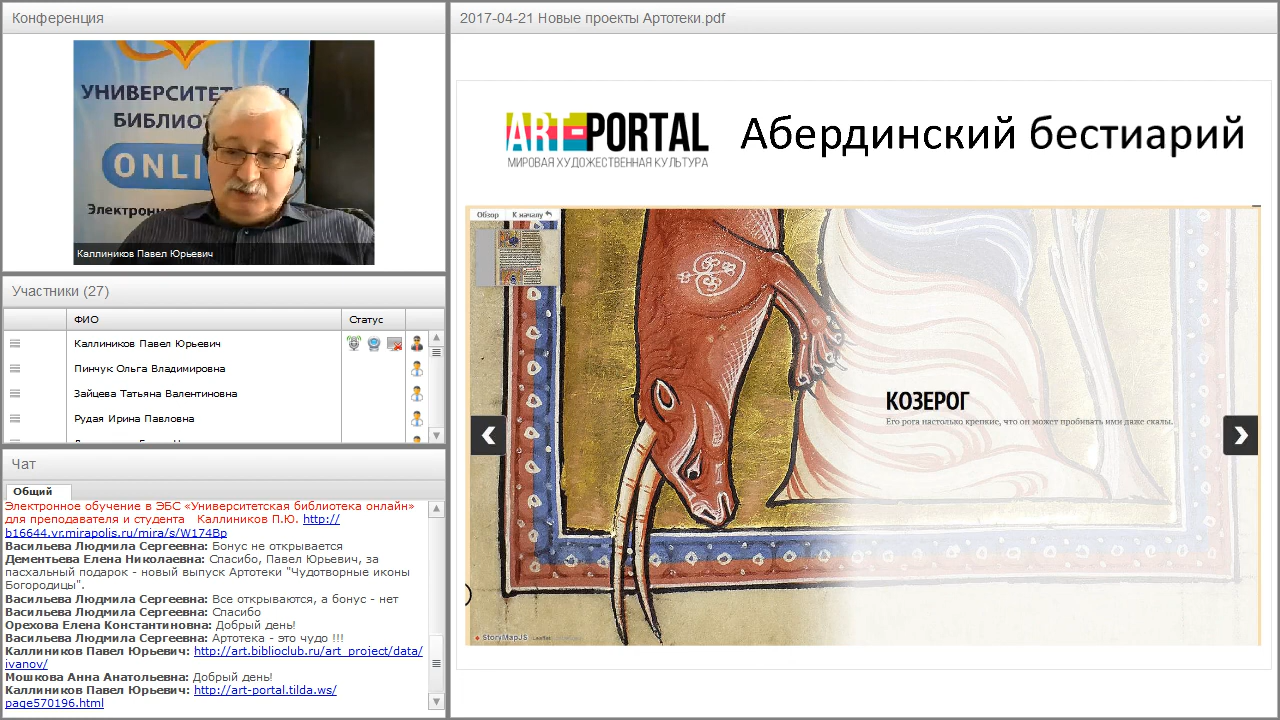 Конференция
УНИВЕРСИТЕТСКАЯ
БИБЛИО
ONLI
Электронн
Каллиников Павел Юрьевич
Участники (27)
ФИО
Статус
Каллиников Павел Юрьевич
Пинчук Ольга Владимировна
Зайцева Татьяна Валентиновна
Рудая Ирина Павловна
Чат
Общий
Электронное обучение в ЭБС «Университетская библиотека онлайн»
для преподавателя и студента Каллиников П.Ю. http://
b16644.vr.mirapolis.ru/mira/s/W174Bp
Васильева Людмила Сергеевна: Бонус не открывается
Дементьева Елена Николаевна: Спасибо, Павел Юрьевич, за
пасхальный подарок - новый выпуск Артотеки "Чудотворные иконы
Богородицы".
Васильева Людмила Сергеевна: Все открываются, а бонус - нет
Васильева Людмила Сергеевна: Спасибо
Орехова Елена Константиновна: Добрый день!
Васильева Людмила Сергеевна: Артотека - это чудо !!!
Каллиников Павел Юрьевич: http://art.biblioclub.ru/art_project/data/
ivanov/
Мошкова Анна Анатольевна: Добрый день!
Каллиников Павел Юрьевич: http://art-portal.tilda.ws/
page570196.html
2017-04-21 Новые проекты Артотеки.pdf
ART-PORTAL
МИРОВАЯ ХУДОЖЕСТВЕННАЯ КУЛЬТУРА
Абердинский бестиарий
Обзор
К началу
КОЗЕРОГ
Его рога настолько крепкие, что он может пробивать ими даже скалы.
StoryMapJS